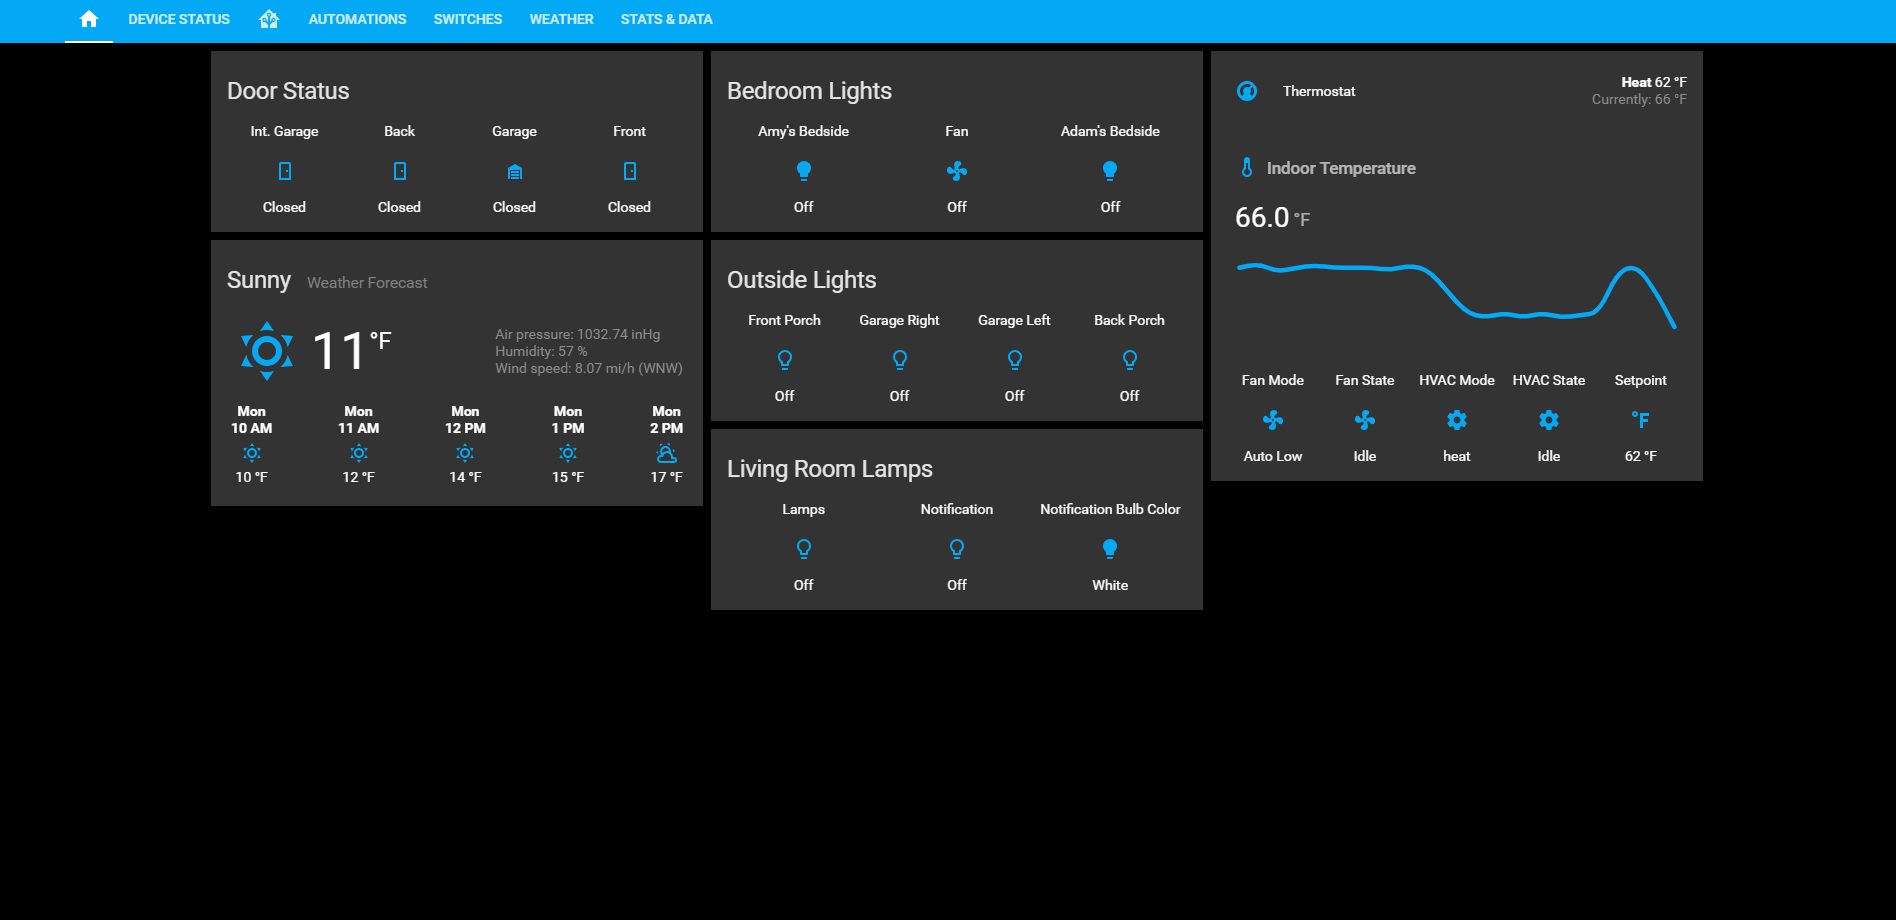 DEVICE STATUS AUTOMATIONS SWITCHES WEATHER STATS & DATA
Door Status
Int. Garage Back Garage Front
Closed Closed Closed Closed
Sunny Weather Forecast
11 °F
Air pressure: 1032.74 inHg
Humidity: 57 %
Wind speed: 8.07 mi/h (WNW)
Mon Mon Mon Mon Mon
10 AM 11 AM 12 PM 1 PM 2 PM
10 °F 12 °F 14 °F 15 °F 17 °F
Bedroom Lights
Amy's Bedside Fan Adam's Bedside
Off Off Off
Outside Lights
Front Porch Garage Right Garage Left Back Porch
Off Off Off Off
Living Room Lamps
Lamps Notification Notification Bulb Color
Off Off White
Thermostat Heat 62 °F
Currently: 66 °F
Indoor Temperature
66.0 °F
Fan Mode Fan State HVAC Mode HVAC State Setpoint
°F
Auto Low Idle heat Idle 62 °F